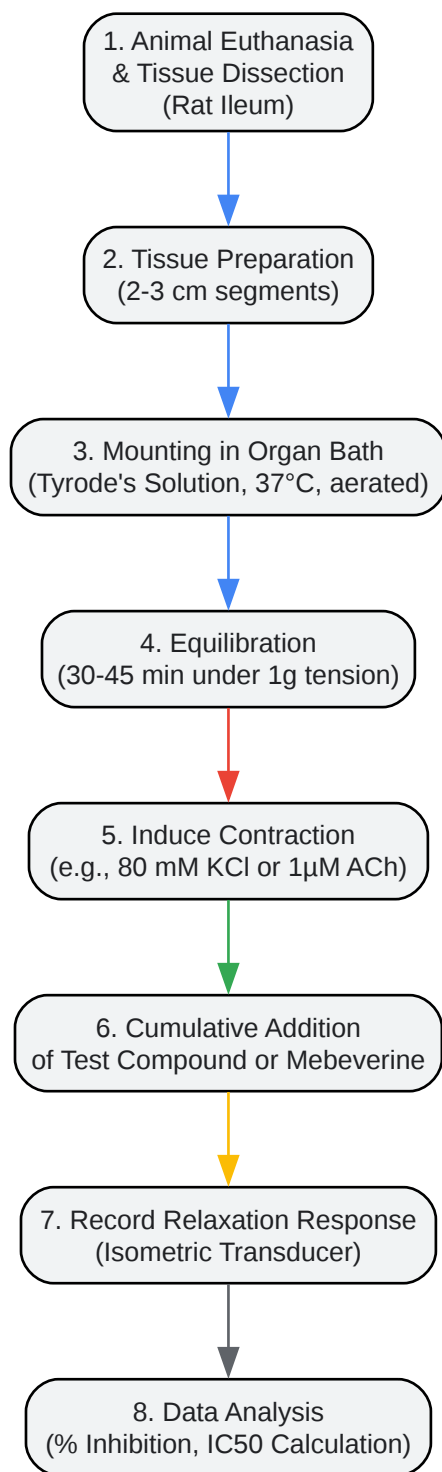 1. Animal Euthanasia
& Tissue Dissection
(Rat Ileum)
2. Tissue Preparation
(2-3 cm segments)
3. Mounting in Organ Bath
(Tyrode's Solution, 37°C, aerated)
4. Equilibration
(30-45 min under 1g tension)
5. Induce Contraction
(e.g., 80 mM KCl or 1µM ACh)
6. Cumulative Addition
of Test Compound or Mebeverine
7. Record Relaxation Response
(Isometric Transducer)
8. Data Analysis
(% Inhibition, IC50 Calculation)